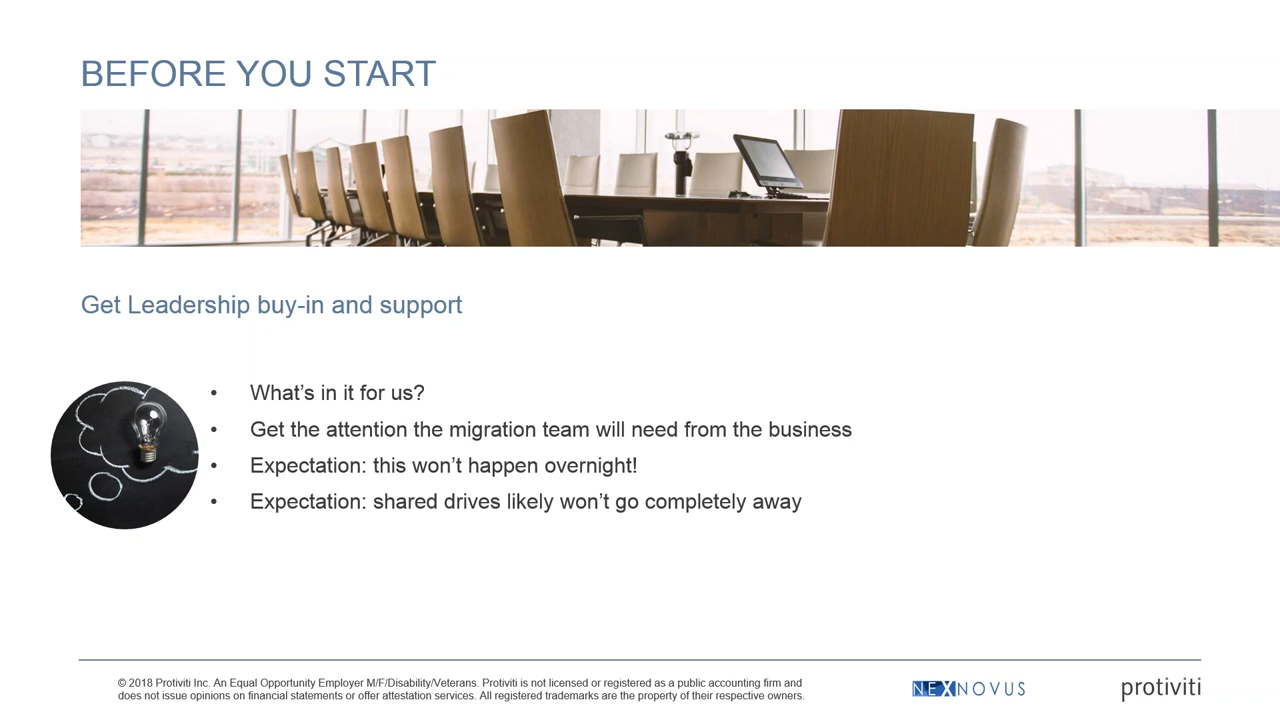 BEFORE YOU START
Get Leadership buy-in and support
• What’s in it for us?
• Get the attention the migration team will need from the business
• Expectation: this won’t happen overnight!
• Expectation: shared drives likely won’t go completely away
© 2018 Protiviti Inc. An Equal Opportunity Employer M/F/Disability/Veterans. Protiviti is not licensed or registered as a public accounting firm and
does not issue opinions on financial statements or offer attestation services. All registered trademarks are the property of their respective owners.
NEXNOVUS
protiviti